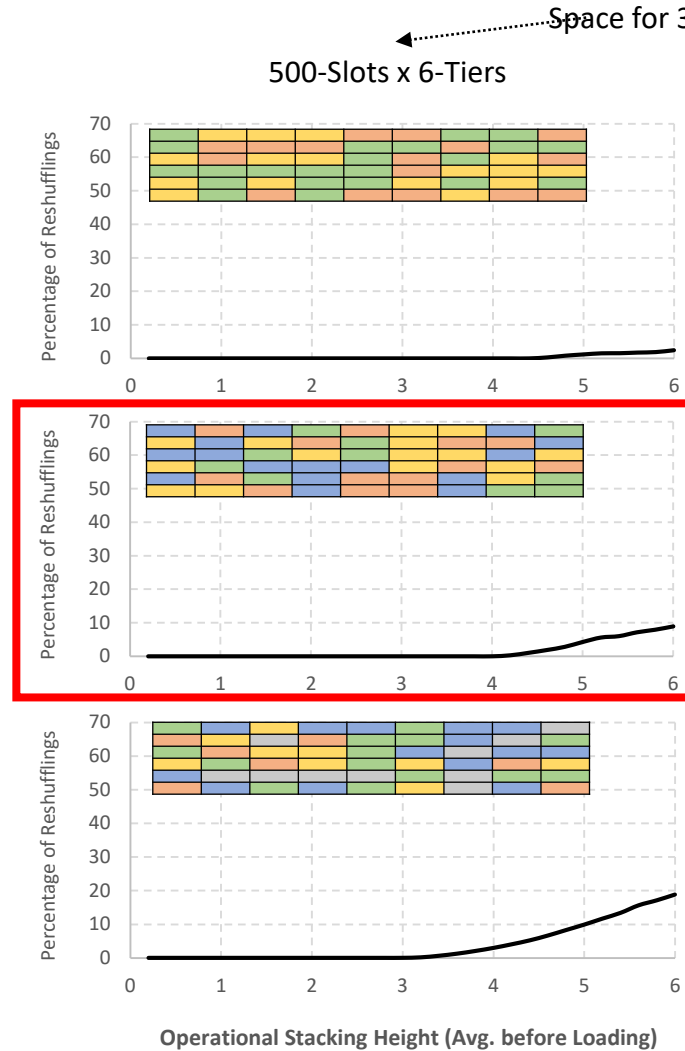 Space for 3
500-Slots x 6-Tiers
Percentage of Reshufflings
70
60
50
40
30
20
10
0
0 1 2 3 4 5 6
Percentage of Reshufflings
70
60
50
40
30
20
10
0
0 1 2 3 4 5 6
Percentage of Reshufflings
70
60
50
40
30
20
10
0
0 1 2 3 4 5 6
Operational Stacking Height (Avg. before Loading)